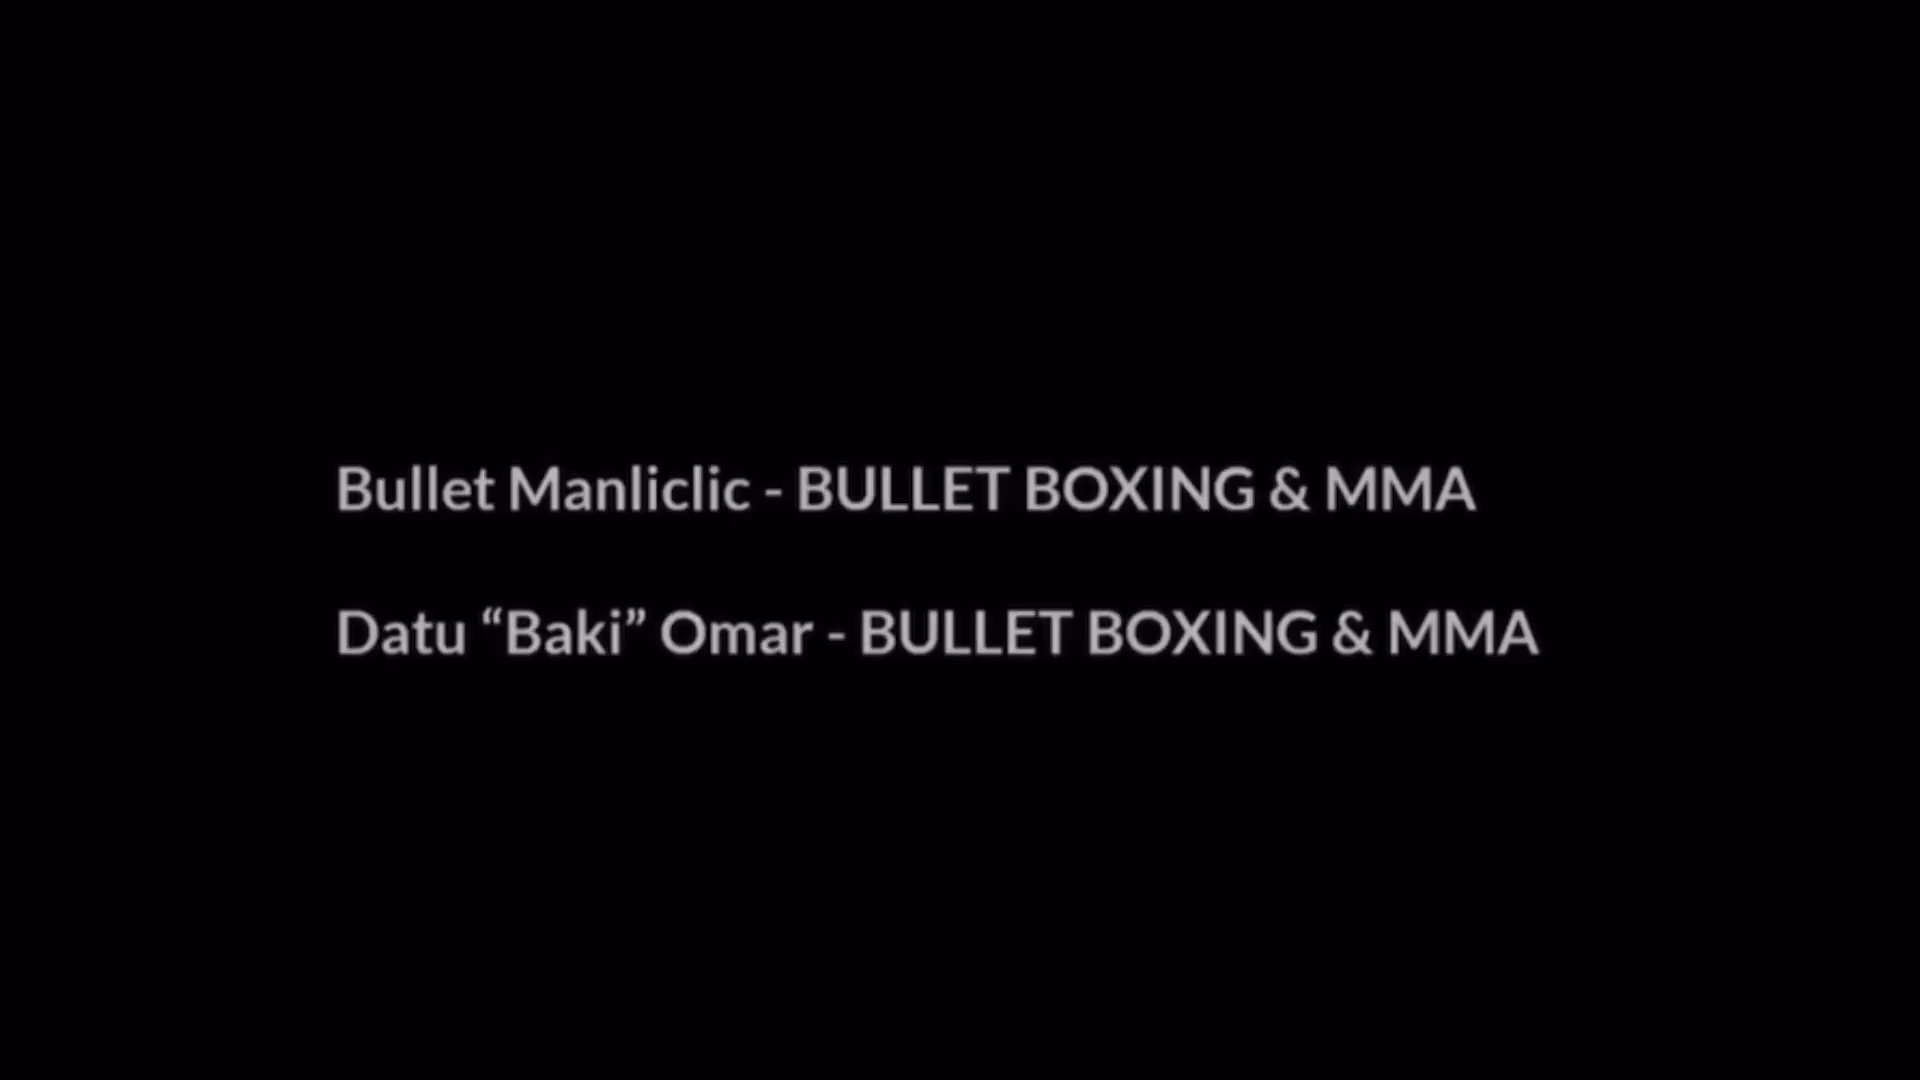 Bullet Manliclic - BULLET BOXING & MMA
Datu “Baki” Omar - BULLET BOXING & MMA